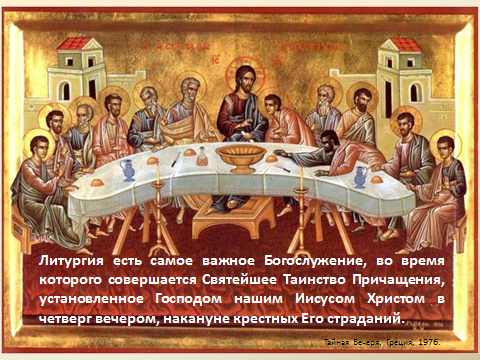 IC
Литургия есть самое важное Богослужение, во время
которого совершается Святейшее Таинство Причащения,
установленное Господом нашим Иисусом Христом в
четверг вечером, накануне крестных Его страданий.
Тайная Вечеря, Греция, 1976.